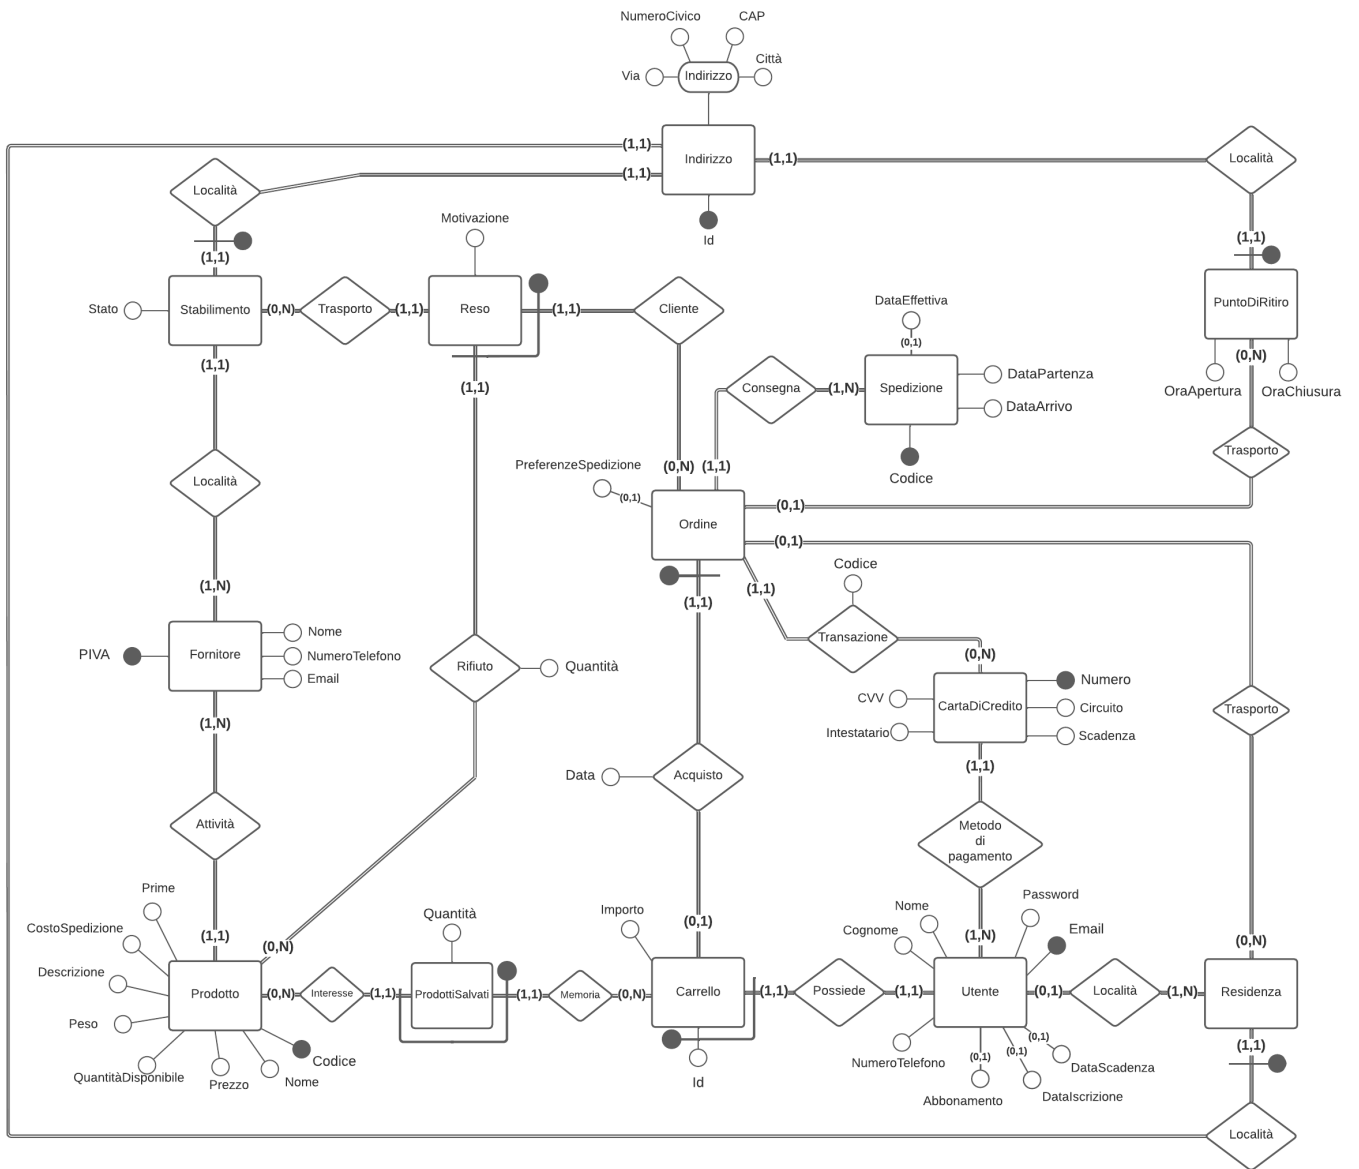 NumeroCivico
CAP
Via
Indirizzo
Città
(1,1)
Indirizzo
(1,1)
Località
Località
(1,1)
Id
Motivazione
(1,1)
(1,1)
Stato
Stabilimento
(0,N)
Trasporto
(1,1)
Reso
(1,1)
Cliente
DataEffettiva
(0,1)
PuntoDiRitiro
(1,1)
(1,1)
Consegna
(1,N)
Spedizione
DataPartenza
DataArrivo
(0,N)
OraApertura
OraChiusura
Località
PreferenzeSpedizione
(0,1)
(0,N)
(1,1)
Codice
Trasporto
Ordine
(0,1)
(0,1)
(1,N)
(1,1)
(1,1)
Codice
PIVA
Fornitore
Nome
NumeroTelefono
Email
Rifiuto
Quantità
Transazione
(0,N)
CVV
Intestatario
CartaDiCredito
Numero
Circuito
Scadenza
Trasporto
(1,N)
Data
Acquisto
(1,1)
Attività
Metodo
di
pagamento
Prime
CostoSpedizione
Descrizione
Peso
QuantitàDisponibile
Prezzo
Nome
Codice
(1,1)
(0,N)
Prodotto
(0,N)
Interesse
(1,1)
Quantità
ProdottiSalvati
(1,1)
Memoria
(0,N)
Importo
(0,1)
Carrello
Id
(1,1)
Possiede
(1,1)
Nome
Cognome
(1,N)
Password
Email
Utente
NumeroTelefono
(0,1)
Abbonamento
(0,1)
DataIscrizione
(0,1)
DataScadenza
(0,1)
Località
(1,N)
(0,N)
Residenza
(1,1)
Località